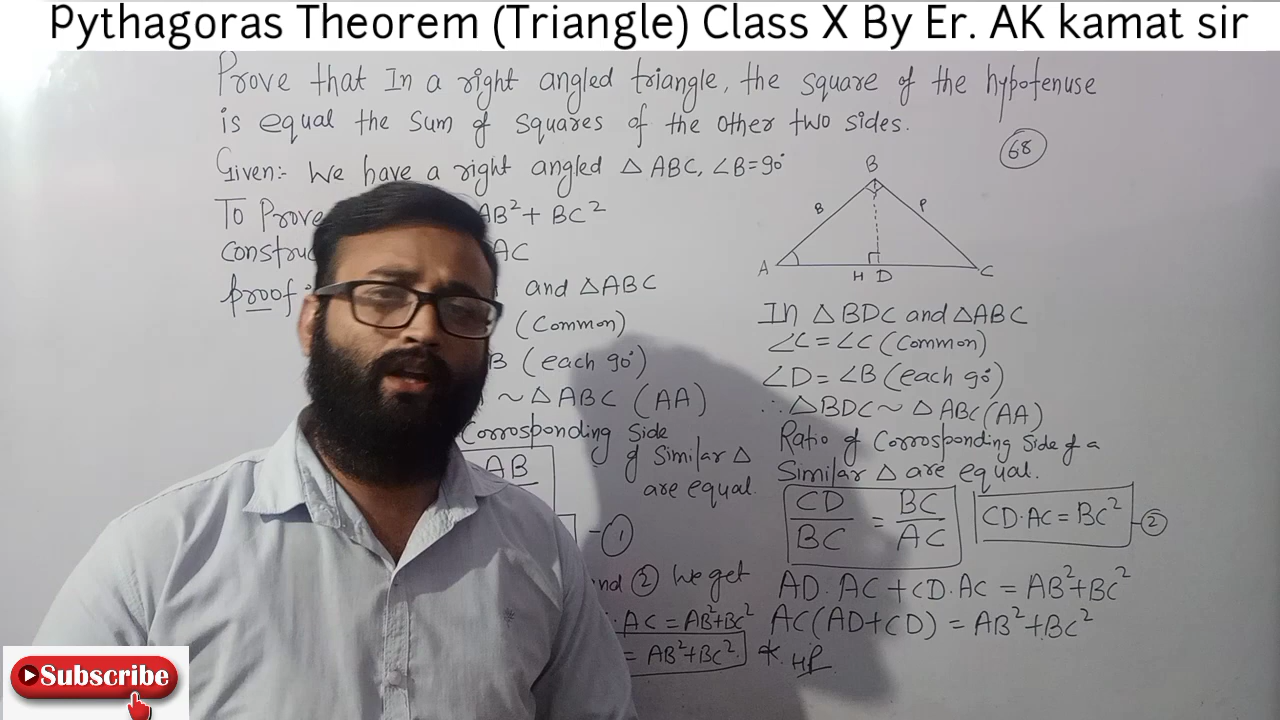 Pythagoras Theorem (Triangle) Class X By Er. AK kamat sir
Prove that In a right angled triangle, the square of the hypotenuse
is equal the sum of squares of the other two sides.
68
Given:- We have a right angled △ ABC, ∠B=90°
To Prove
AB²+ BC²
AC
proof :
and △ABC
(Common)
B (each 90°)
~ △ ABC (AA)
Corrosponding Side
of Similar △
are equal.
AB
①
and ② We get
. AC = AB²+BC²
= AB²+BC².
B
B
P
A
H
D
C
In △ BDC and △ABC
∠C = ∠C (Common)
∠D = ∠B (each 90°)
∴ △BDC ~ △ ABC (AA)
Ratio of Corrosponding Side of a
Similar △ are equal.
CD/BC = BC/AC
CD·AC = BC² -②
AD·AC + CD·AC = AB²+BC²
AC(AD+CD) = AB²+BC²
HP
Subscribe